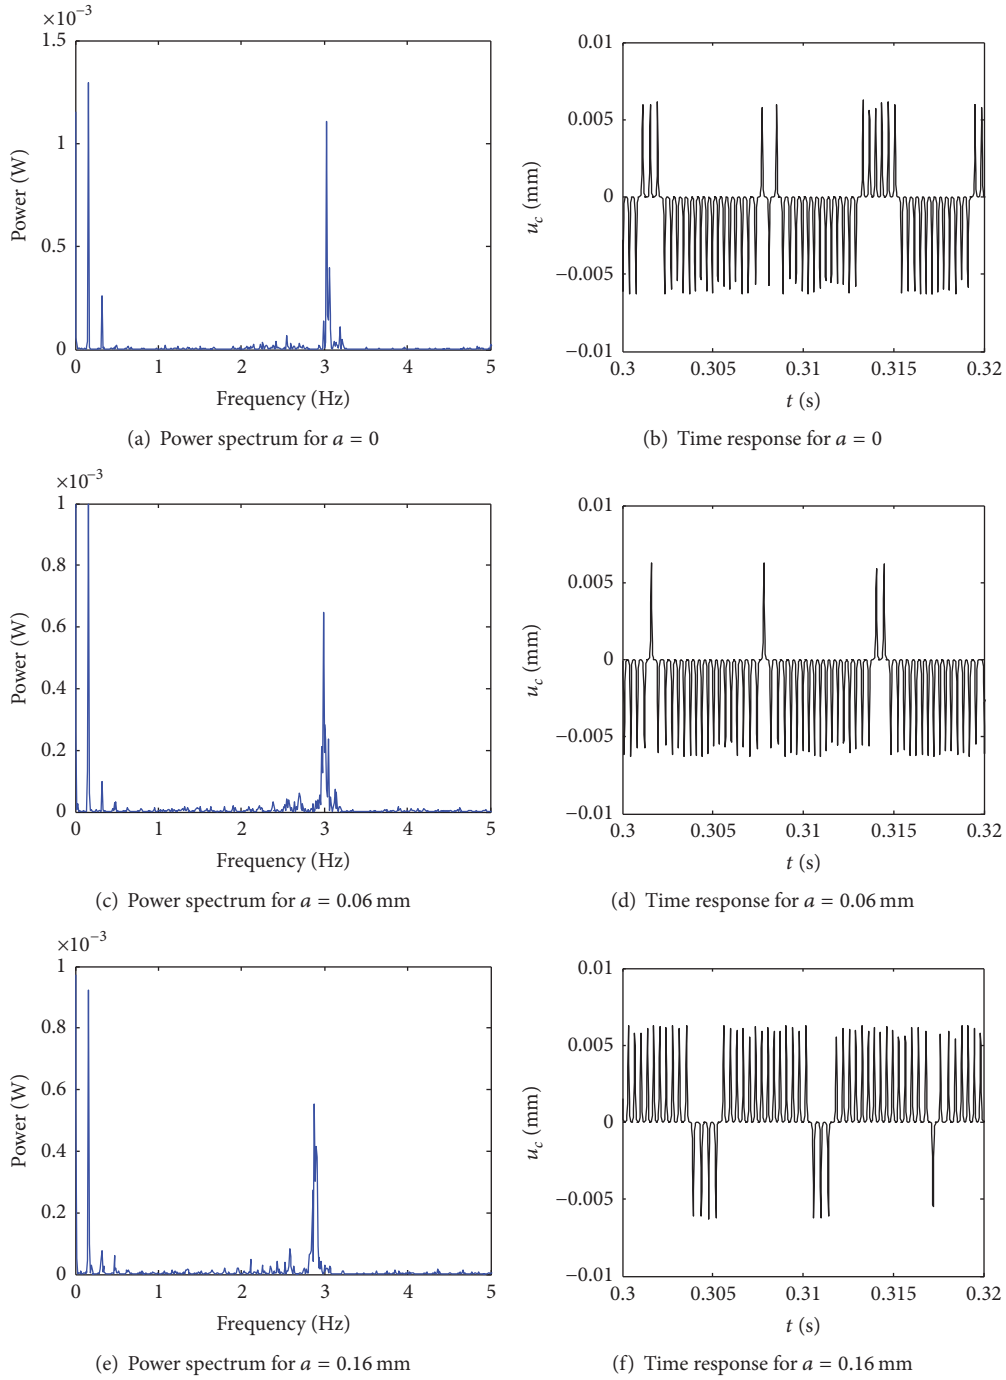 ×10⁻³
1.5
1
0.5
0
Power (W)
0 1 2 3 4 5
Frequency (Hz)
(a) Power spectrum for a = 0
0.01
0.005
0
−0.005
−0.01
u_c (mm)
0.3 0.305 0.31 0.315 0.32
t (s)
(b) Time response for a = 0
×10⁻³
1
0.8
0.6
0.4
0.2
0
Power (W)
0 1 2 3 4 5
Frequency (Hz)
(c) Power spectrum for a = 0.06 mm
0.01
0.005
0
−0.005
−0.01
u_c (mm)
0.3 0.305 0.31 0.315 0.32
t (s)
(d) Time response for a = 0.06 mm
×10⁻³
1
0.8
0.6
0.4
0.2
0
Power (W)
0 1 2 3 4 5
Frequency (Hz)
(e) Power spectrum for a = 0.16 mm
0.01
0.005
0
−0.005
−0.01
u_c (mm)
0.3 0.305 0.31 0.315 0.32
t (s)
(f) Time response for a = 0.16 mm